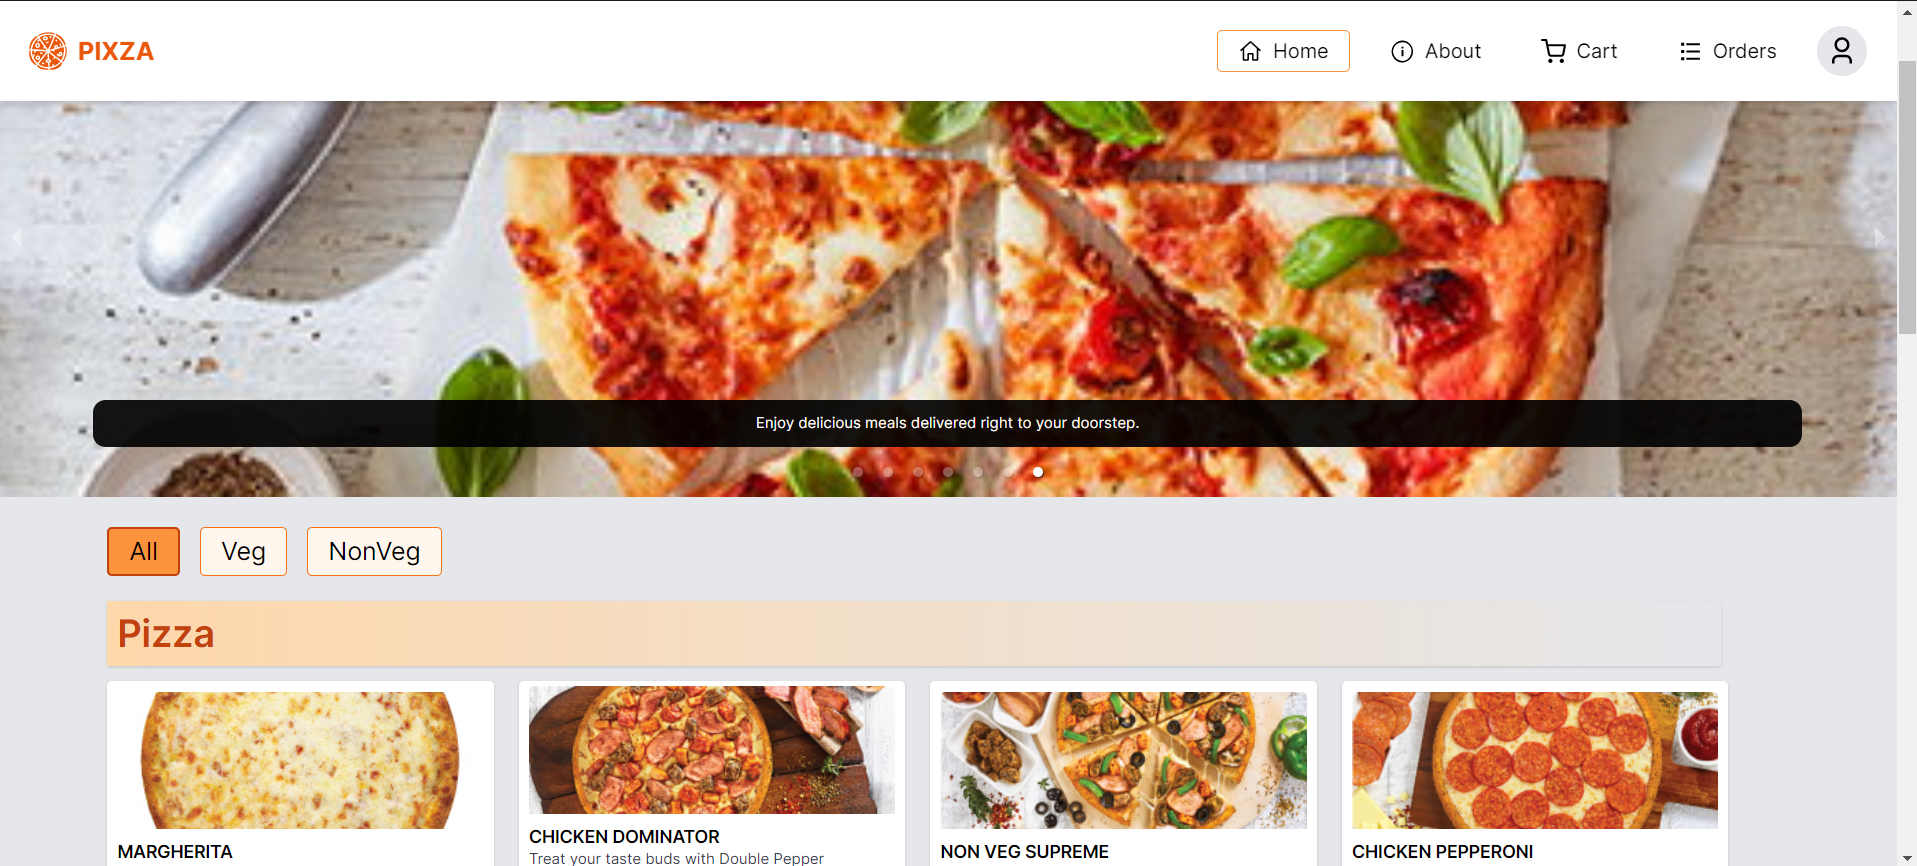 PIXZA
Home
About
Cart
Orders
Enjoy delicious meals delivered right to your doorstep.
All
Veg
NonVeg
Pizza
MARGHERITA
CHICKEN DOMINATOR
Treat your taste buds with Double Pepper
NON VEG SUPREME
CHICKEN PEPPERONI